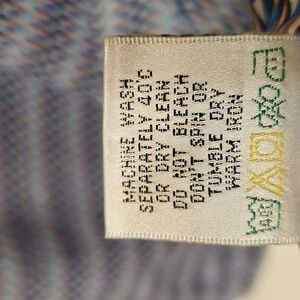 MACHINE WASH
SEPARATELY 40C
OR DRY CLEAN
DO NOT BLEACH
DON'T SPIN OR
TUMBLE DRY
WARM IRON